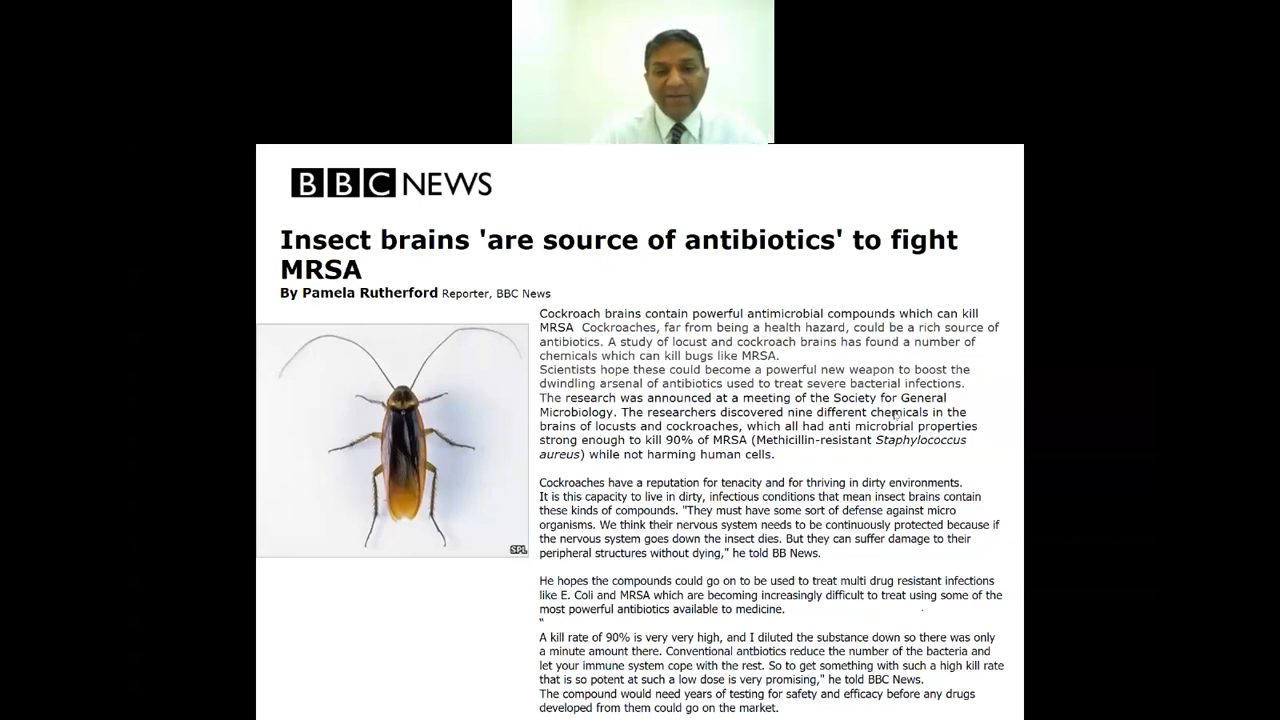 BBC NEWS
Insect brains 'are source of antibiotics' to fight
MRSA
By Pamela Rutherford Reporter, BBC News
Cockroach brains contain powerful antimicrobial compounds which can kill
MRSA Cockroaches, far from being a health hazard, could be a rich source of
antibiotics. A study of locust and cockroach brains has found a number of
chemicals which can kill bugs like MRSA.
Scientists hope these could become a powerful new weapon to boost the
dwindling arsenal of antibiotics used to treat severe bacterial infections.
The research was announced at a meeting of the Society for General
Microbiology. The researchers discovered nine different chemicals in the
brains of locusts and cockroaches, which all had anti microbrial properties
strong enough to kill 90% of MRSA (Methicillin-resistant Staphylococcus
aureus) while not harming human cells.
Cockroaches have a reputation for tenacity and for thriving in dirty environments.
It is this capacity to live in dirty, infectious conditions that mean insect brains contain
these kinds of compounds. "They must have some sort of defense against micro
organisms. We think their nervous system needs to be continuously protected because if
the nervous system goes down the insect dies. But they can suffer damage to their
peripheral structures without dying," he told BB News.
He hopes the compounds could go on to be used to treat multi drug resistant infections
like E. Coli and MRSA which are becoming increasingly difficult to treat using some of the
most powerful antibiotics available to medicine.
"
A kill rate of 90% is very very high, and I diluted the substance down so there was only
a minute amount there. Conventional antbiotics reduce the number of the bacteria and
let your immune system cope with the rest. So to get something with such a high kill rate
that is so potent at such a low dose is very promising," he told BBC News.
The compound would need years of testing for safety and efficacy before any drugs
developed from them could go on the market.
SPL